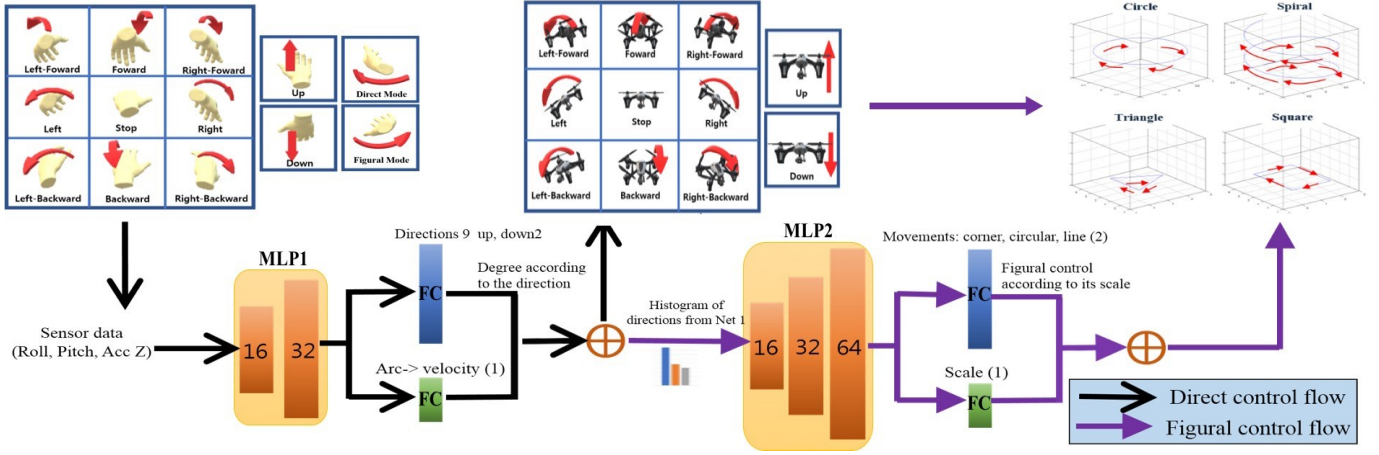 Left-Foward
Foward
Right-Foward
Left
Stop
Right
Left-Backward
Backward
Right-Backward
Up
Direct Mode
Down
Figural Mode
Left-Foward
Foward
Right-Foward
Left
Stop
Right
Left-Backward
Backward
Right-Backward
Up
Down
Circle
Spiral
Triangle
Square
Sensor data
(Roll, Pitch, Acc Z)
MLP1
16
32
Directions 9 up, down2
FC
Degree according
to the direction
Arc-> velocity (1)
FC
Histogram of
directions from Net 1
MLP2
16
32
64
Movements: corner, circular, line (2)
FC
Figural control
according to its scale
Scale (1)
FC
Direct control flow
Figural control flow